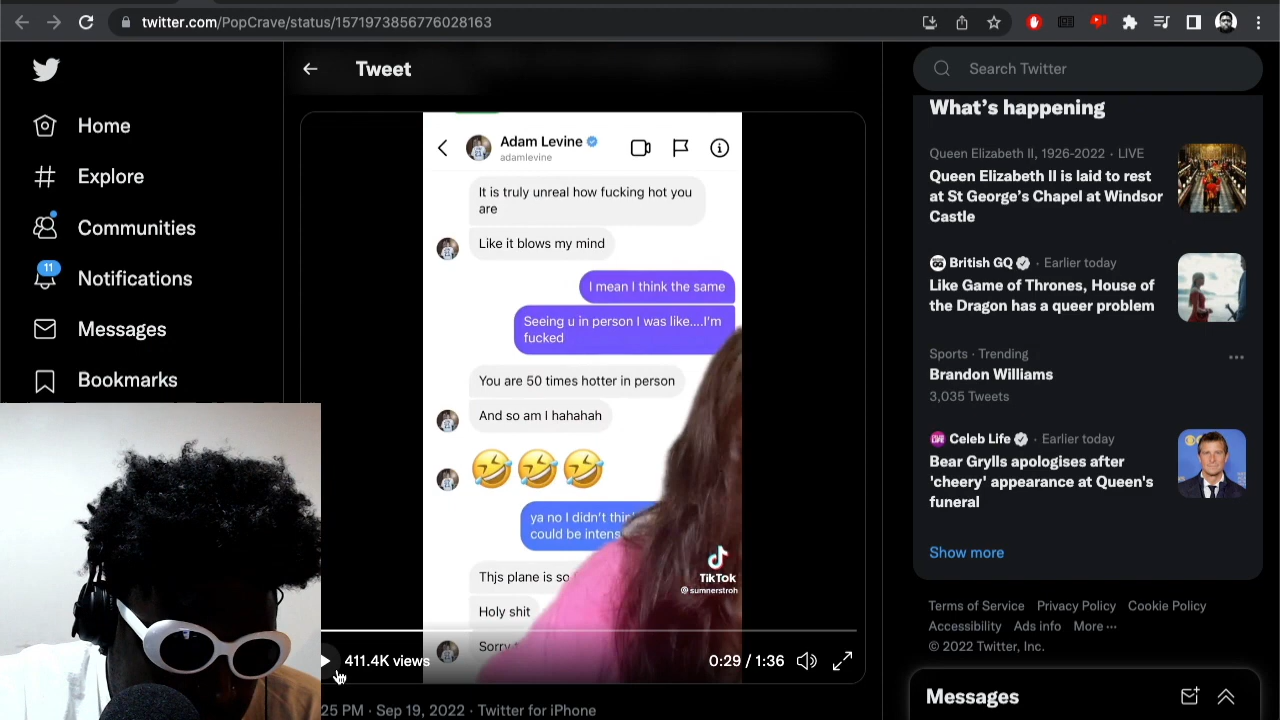 twitter.com/PopCrave/status/1571973856776028163
Tweet
Search Twitter
Home
Explore
Communities
11
Notifications
Messages
Bookmarks
Adam Levine
adamlevine
It is truly unreal how fucking hot you
are
Like it blows my mind
I mean I think the same
Seeing u in person I was like....I'm
fucked
You are 50 times hotter in person
And so am I hahahah
ya no I didn't
could be
Thjs plane is so
Holy shit
TikTok
@sumnerstroh
411.4K views
0:29 / 1:36
25 PM · Sep 19, 2022 · Twitter for iPhone
What's happening
Queen Elizabeth II, 1926-2022 · LIVE
Queen Elizabeth II is laid to rest
at St George's Chapel at Windsor
Castle
British GQ · Earlier today
Like Game of Thrones, House of
the Dragon has a queer problem
Sports · Trending
Brandon Williams
3,035 Tweets
Celeb Life · Earlier today
Bear Grylls apologises after
'cheery' appearance at Queen's
funeral
Show more
Terms of Service Privacy Policy Cookie Policy
Accessibility Ads info More ···
© 2022 Twitter, Inc.
Messages